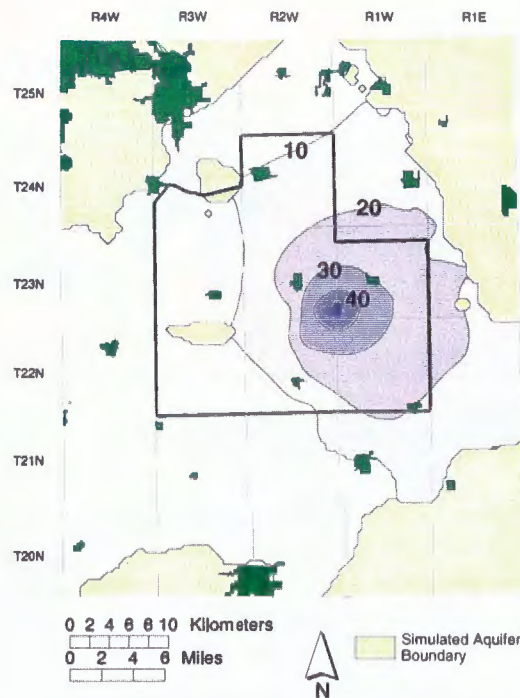 R4W R3W R2W R1W R1E
T25N
10
T24N
20
T23N
30
40
T22N
T21N
T20N
0 2 4 6 8 10 Kilometers
0 2 4 6 Miles
N
Simulated Aquifer
Boundary